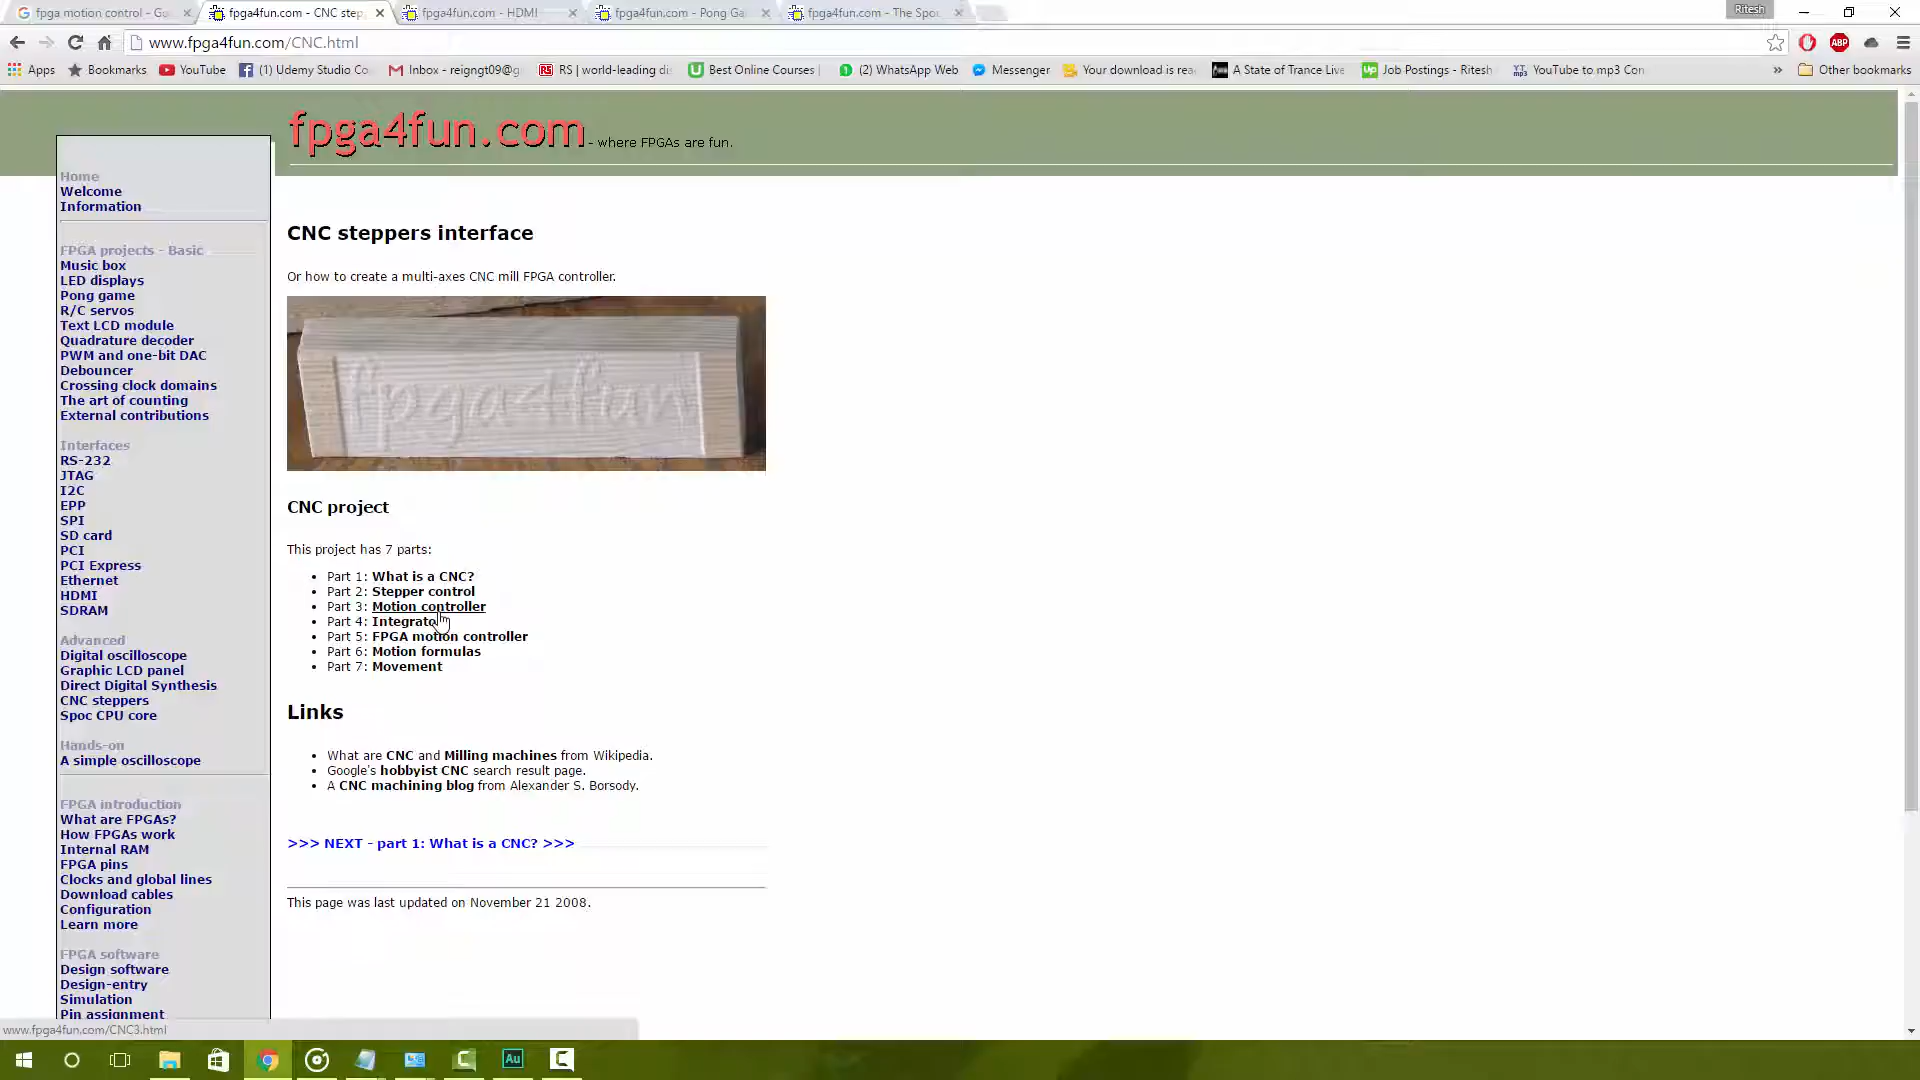 fpga motion control - Go
fpga4fun.com - CNC step
fpga4fun.com - HDMI
fpga4fun.com - Pong Ga
fpga4fun.com - The Spo
Ritesh
www.fpga4fun.com/CNC.html
ABP
Apps
Bookmarks
YouTube
(1) Udemy Studio Co
Inbox - reigngt09@g
RS | world-leading di
Best Online Courses |
(2) WhatsApp Web
Messenger
Your download is rea
A State of Trance Live
Job Postings - Ritesh
YouTube to mp3 Con
»
Other bookmarks
fpga4fun.com - where FPGAs are fun.
Home
Welcome
Information
FPGA projects - Basic
Music box
LED displays
Pong game
R/C servos
Text LCD module
Quadrature decoder
PWM and one-bit DAC
Debouncer
Crossing clock domains
The art of counting
External contributions
Interfaces
RS-232
JTAG
I2C
EPP
SPI
SD card
PCI
PCI Express
Ethernet
HDMI
SDRAM
Advanced
Digital oscilloscope
Graphic LCD panel
Direct Digital Synthesis
CNC steppers
Spoc CPU core
Hands-on
A simple oscilloscope
FPGA introduction
What are FPGAs?
How FPGAs work
Internal RAM
FPGA pins
Clocks and global lines
Download cables
Configuration
Learn more
FPGA software
Design software
Design-entry
Simulation
Pin assignment
CNC steppers interface
Or how to create a multi-axes CNC mill FPGA controller.
fpga4fun
CNC project
This project has 7 parts:
• Part 1: What is a CNC?
• Part 2: Stepper control
• Part 3: Motion controller
• Part 4: Integrato
• Part 5: FPGA motion controller
• Part 6: Motion formulas
• Part 7: Movement
Links
• What are CNC and Milling machines from Wikipedia.
• Google's hobbyist CNC search result page.
• A CNC machining blog from Alexander S. Borsody.
>>> NEXT - part 1: What is a CNC? >>>
This page was last updated on November 21 2008.
www.fpga4fun.com/CNC3.html
Au